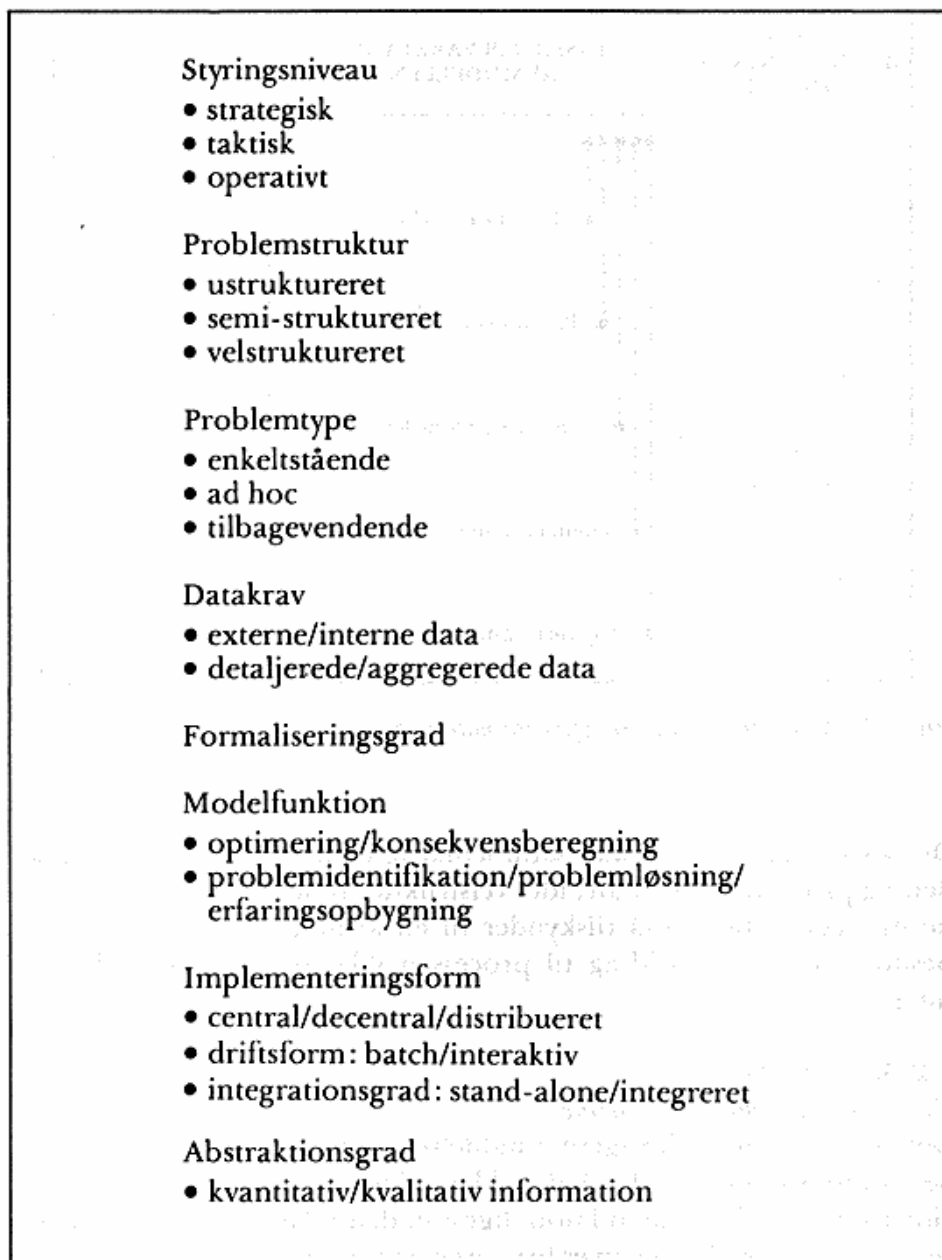 Styringsniveau
• strategisk
• taktisk
• operativt
Problemstruktur
• ustruktureret
• semi-struktureret
• velstruktureret
Problemtype
• enkeltstående
• ad hoc
• tilbagevendende
Datakrav
• externe/interne data
• detaljerede/aggregerede data
Formaliseringsgrad
Modelfunktion
• optimering/konsekvensberegning
• problemidentifikation/problemløsning/
erfaringsopbygning
Implementeringsform
• central/decentral/distribueret
• driftsform: batch/interaktiv
• integrationsgrad: stand-alone/integreret
Abstraktionsgrad
• kvantitativ/kvalitativ information